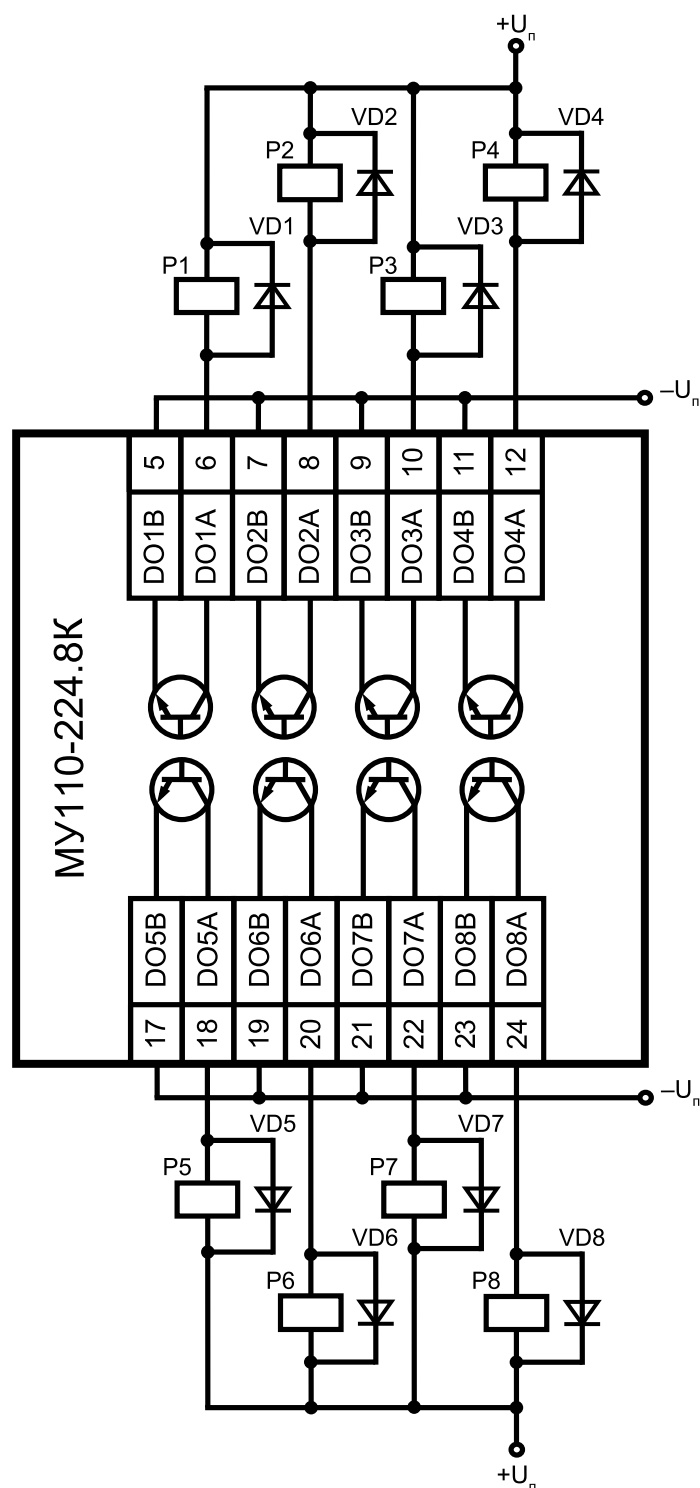 +Uп
VD2
VD4
P2
P4
VD1
VD3
P1
P3
–Uп
5
6
7
8
9
10
11
12
DO1B
DO1A
DO2B
DO2A
DO3B
DO3A
DO4B
DO4A
МУ110-224.8К
DO5B
DO5A
DO6B
DO6A
DO7B
DO7A
DO8B
DO8A
17
18
19
20
21
22
23
24
–Uп
VD5
VD7
P5
P7
VD6
VD8
P6
P8
+Uп